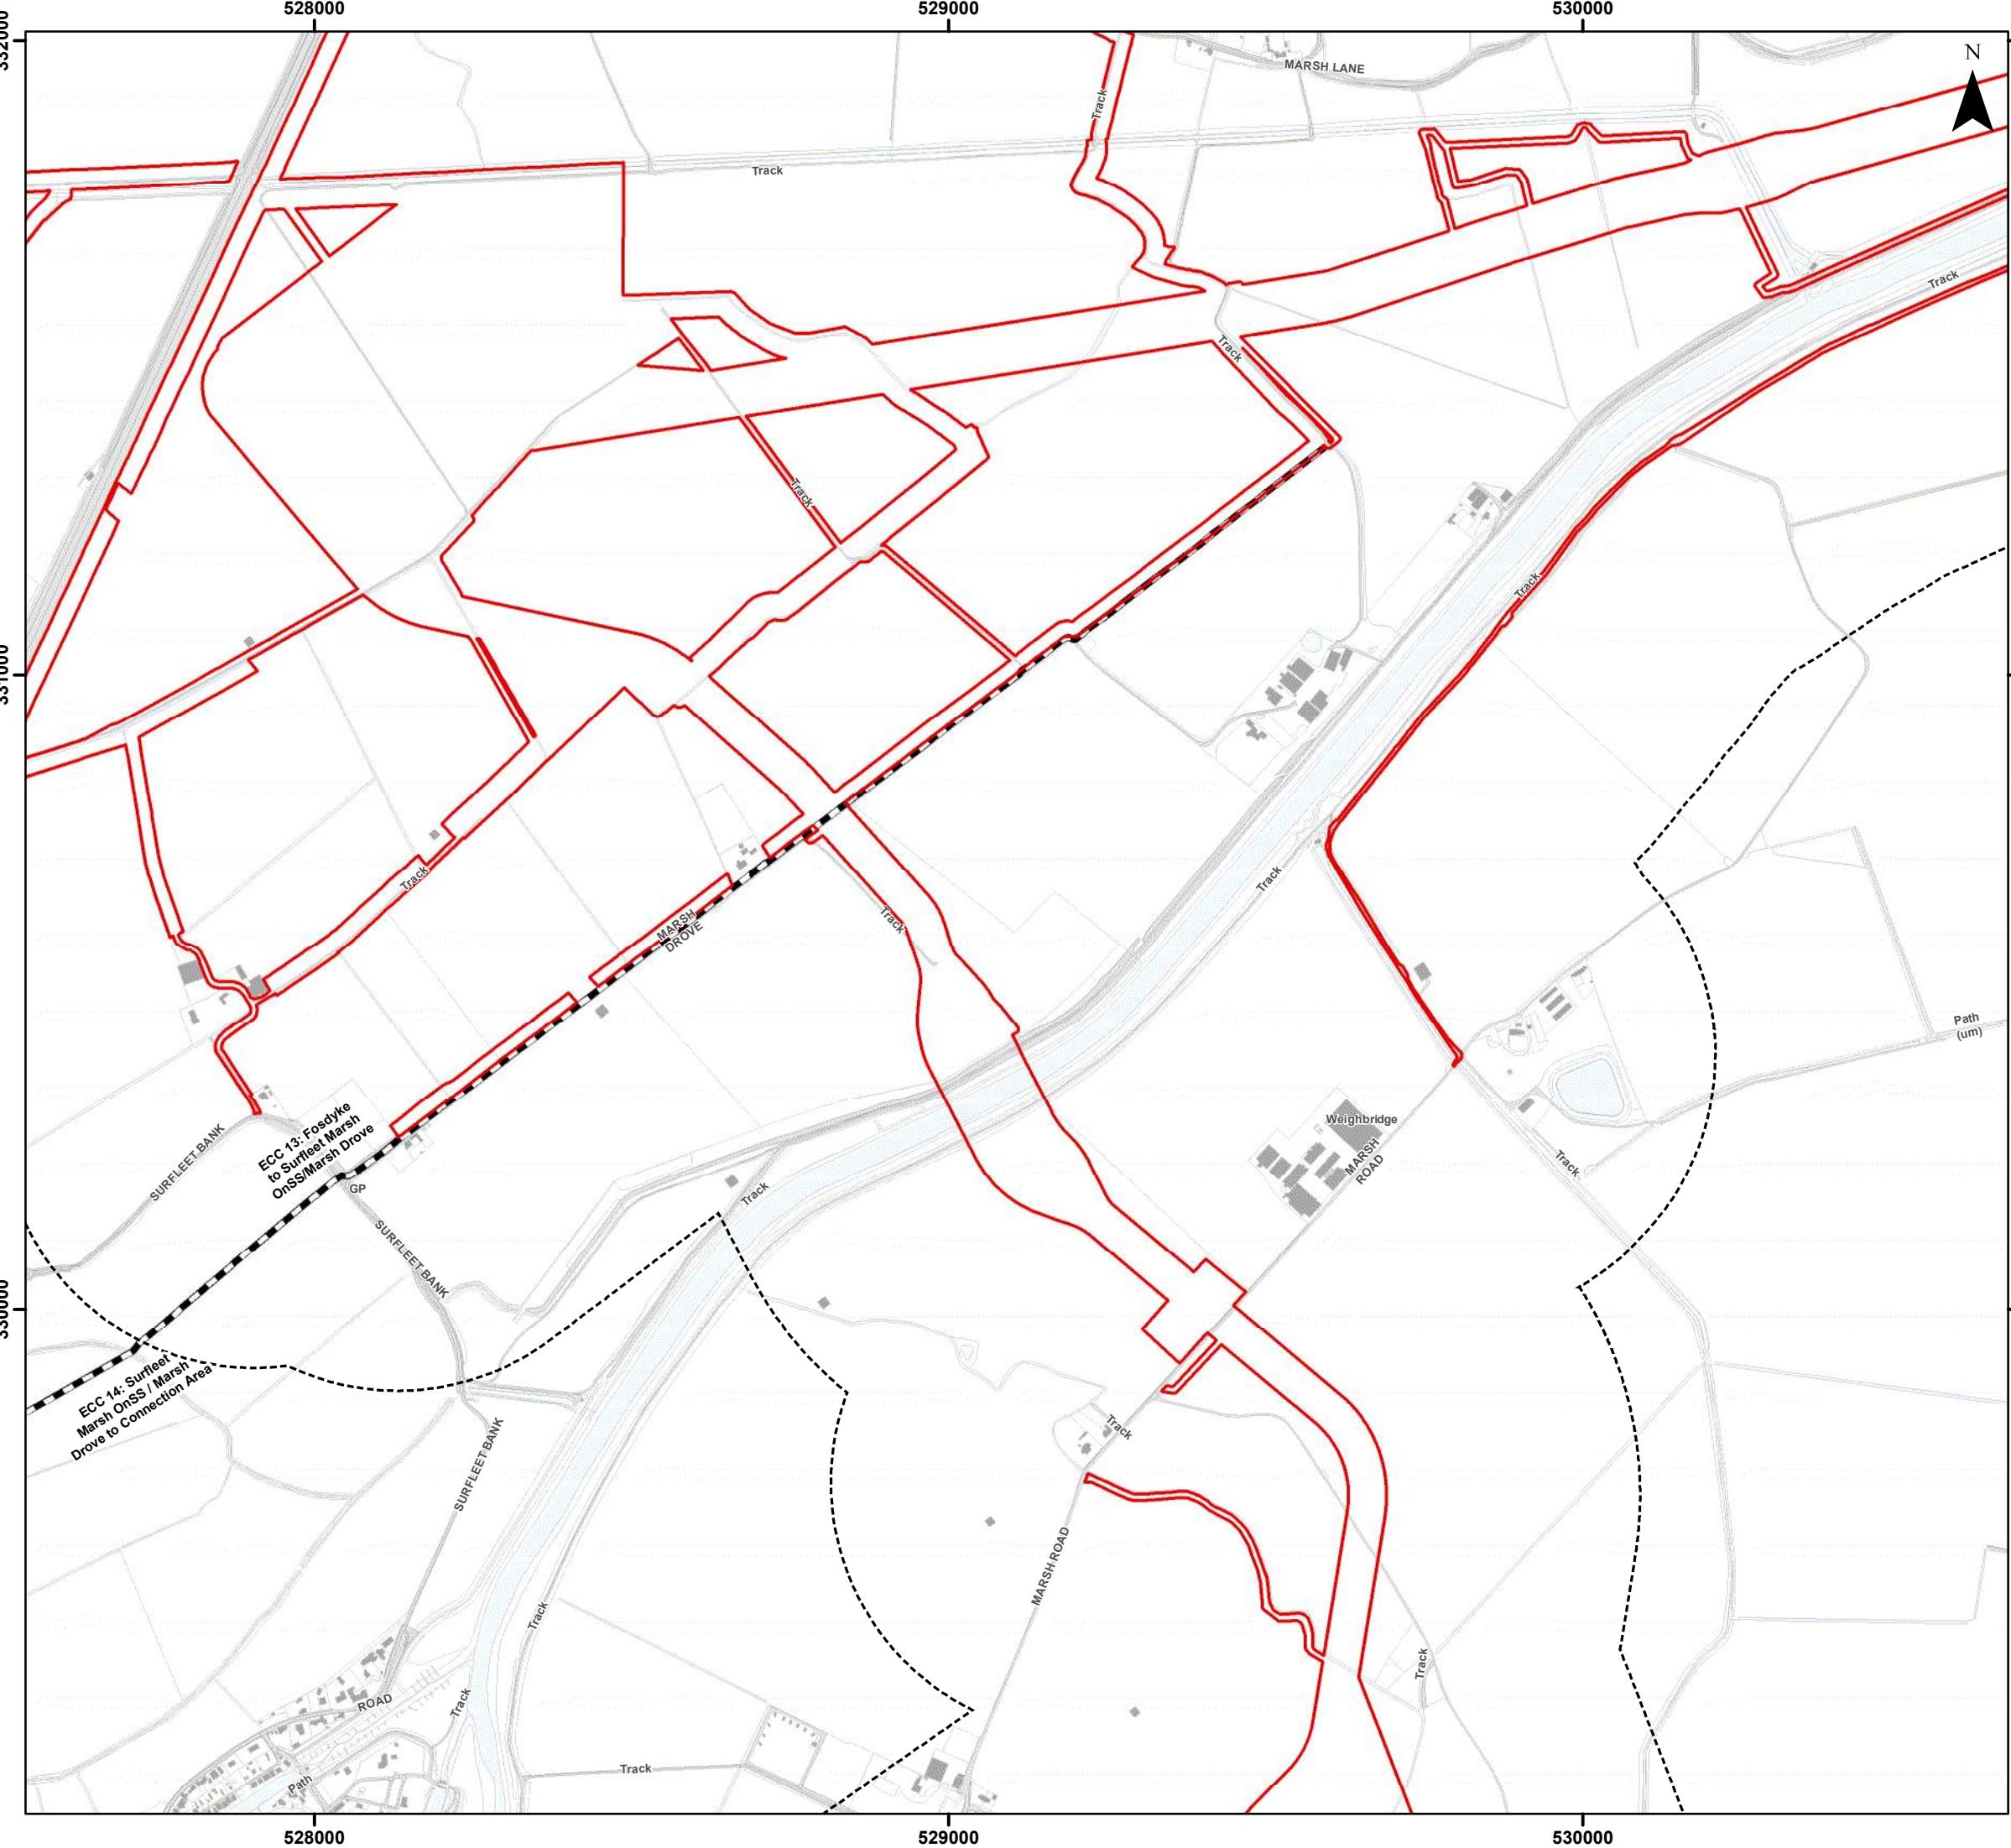 528000
529000
530000
332000
N
MARSH LANE
Track
Track
Track
Track
Track
331000
Track
Track
MARSH
DROVE
Track
Track
Path
(um)
Weighbridge
MARSH
ROAD
Track
ECC 13: Fosdyke
to Surfleet Marsh
OnSS/Marsh Drove
SURFLEET BANK
GP
Track
SURFLEET BANK
330000
ECC 14: Surfleet
Marsh OnSS / Marsh
Drove to Connection Area
Track
SURFLEET BANK
MARSH ROAD
Track
Track
ROAD
Track
Track
Path
528000
529000
530000